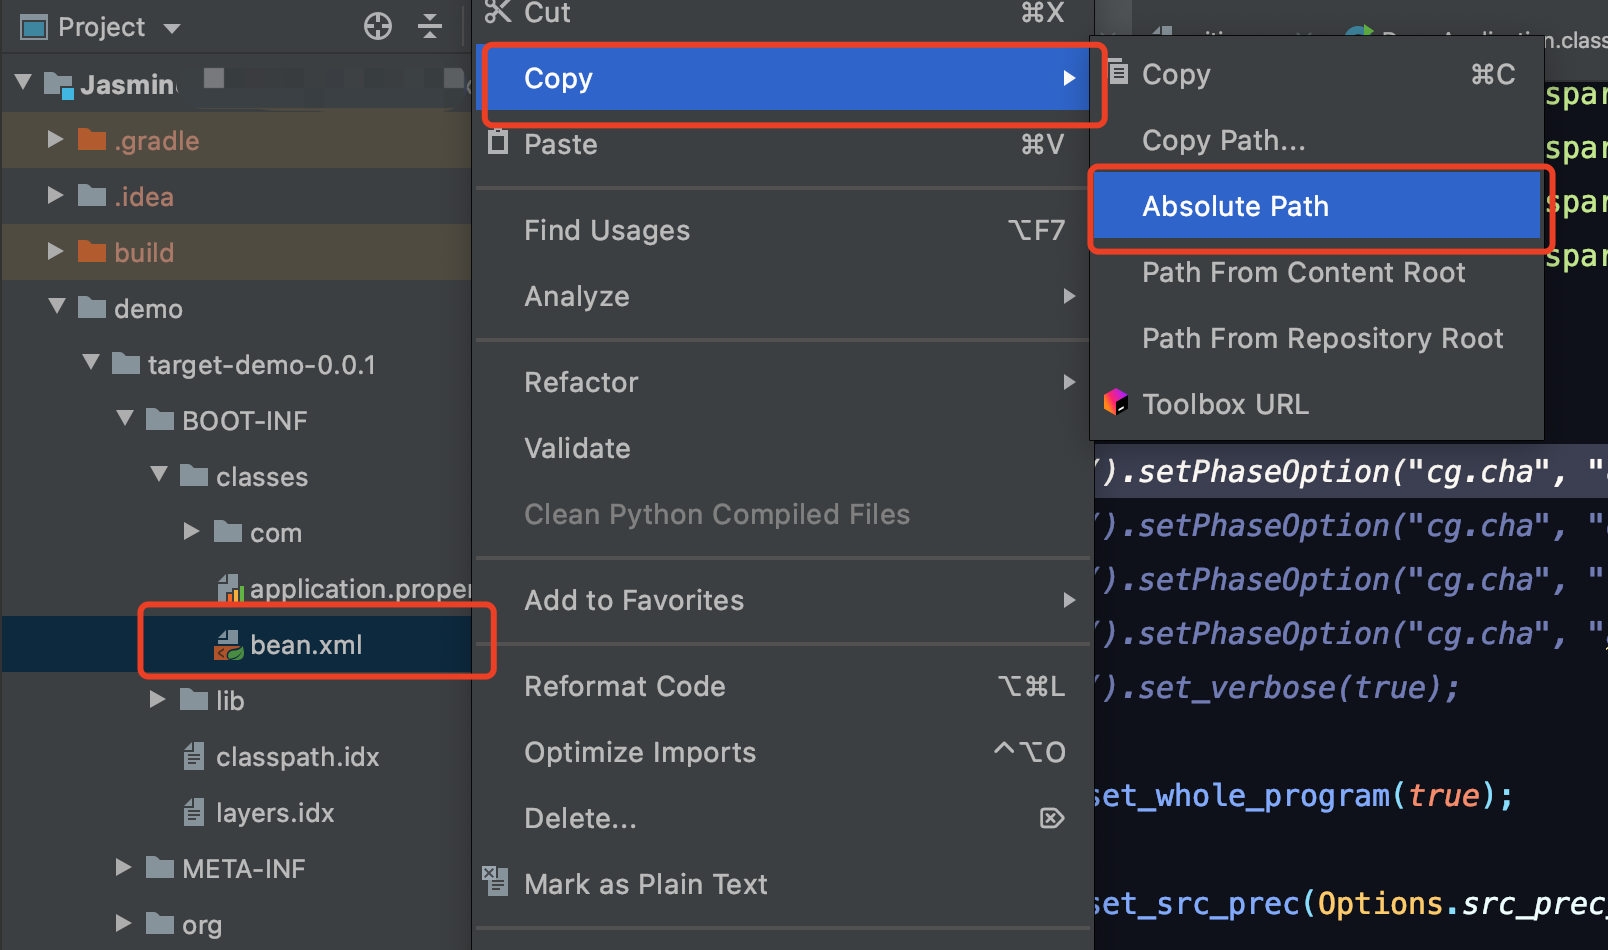 Project
Jasmin
.gradle
.idea
build
demo
target-demo-0.0.1
BOOT-INF
classes
com
application.proper
bean.xml
lib
classpath.idx
layers.idx
META-INF
org
Cut ⌘X
Copy
Paste ⌘V
Find Usages ⌥F7
Analyze
Refactor
Validate
Clean Python Compiled Files
Add to Favorites
Reformat Code ⌥⌘L
Optimize Imports ^⌥O
Delete... ⌦
Mark as Plain Text
Copy ⌘C
Copy Path...
Absolute Path
Path From Content Root
Path From Repository Root
Toolbox URL
n.class
spar
spar
spar
spar
().setPhaseOption("cg.cha", "
().setPhaseOption("cg.cha", "
().setPhaseOption("cg.cha", "
().setPhaseOption("cg.cha", "
().set_verbose(true);
set_whole_program(true);
set_src_prec(Options.src_prec_